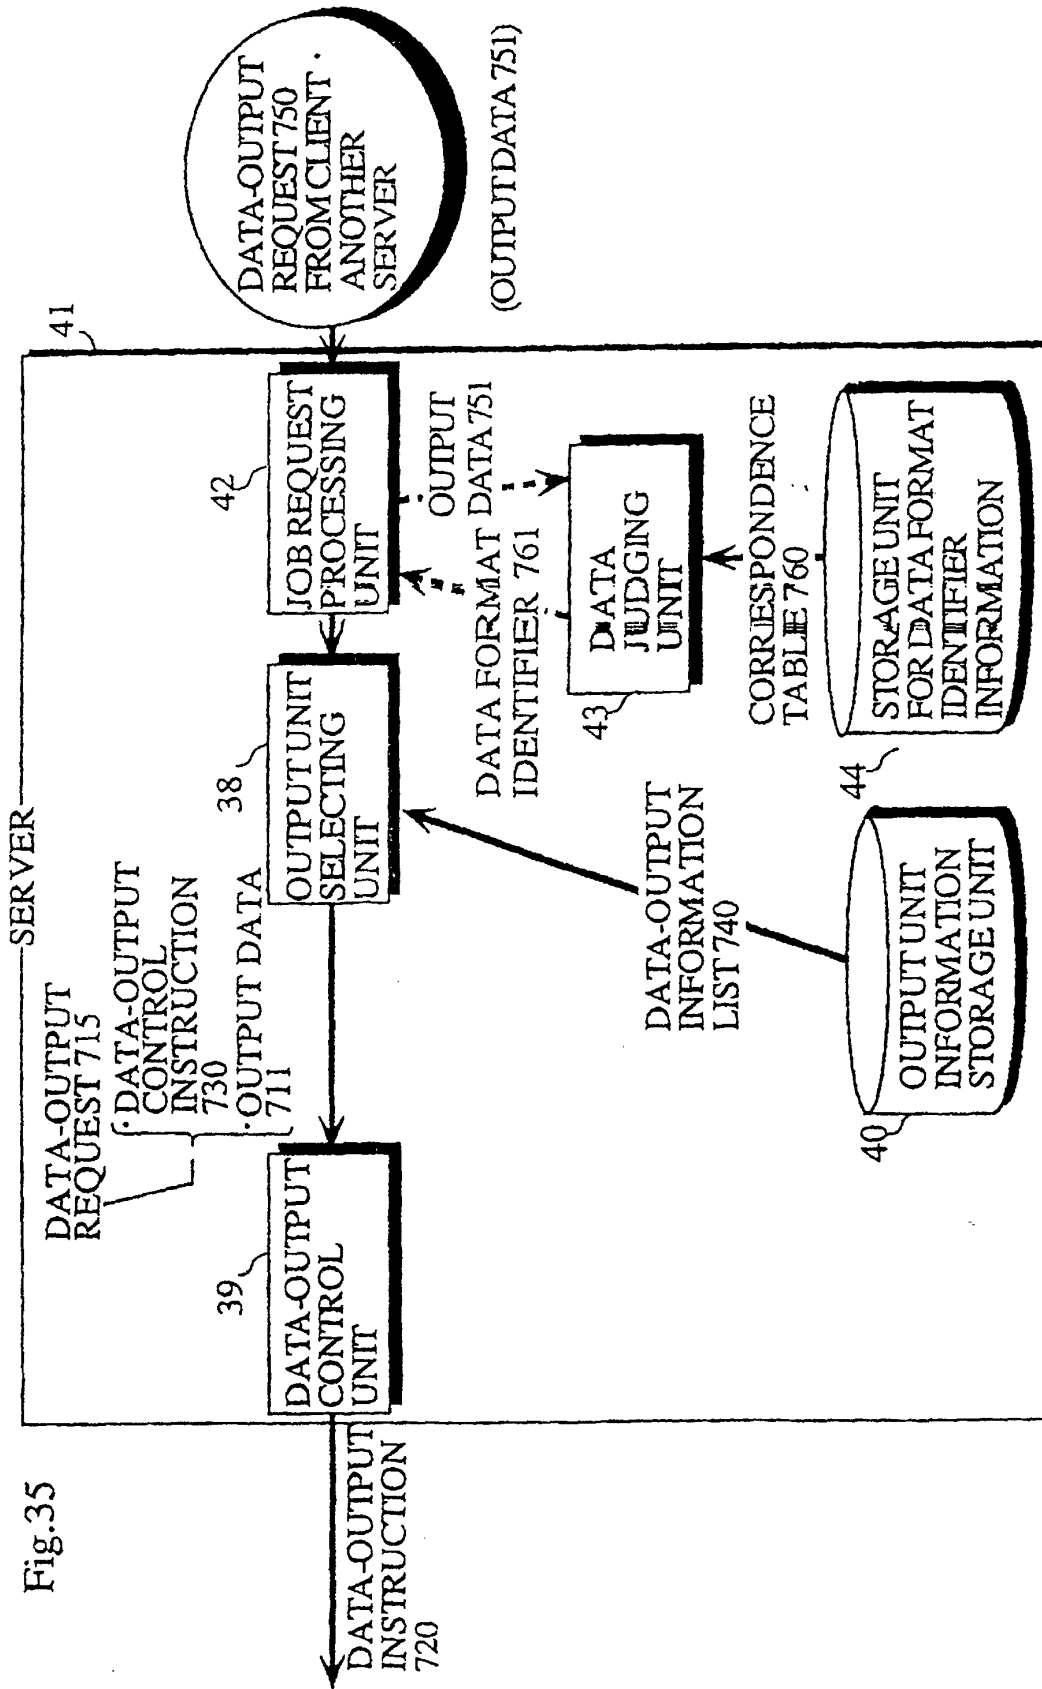 Fig.35
SERVER
41
DATA-OUTPUT
REQUEST 715
·DATA-OUTPUT
CONTROL
INSTRUCTION
730
·OUTPUT DATA
711
DATA-OUTPUT
INSTRUCTION
720
39
DATA-OUTPUT
CONTROL
UNIT
38
OUTPUT UNIT
SELECTING
UNIT
42
JOB REQUEST
PROCESSING
UNIT
DATA-OUTPUT
REQUEST 750
FROM CLIENT ·
ANOTHER
SERVER
(OUTPUT DATA 751)
OUTPUT
DATA 751
DATA FORMAT
IDENTIFIER 761
43
DATA
JUDGING
UNIT
CORRESPONDENCE
TABLE 760
DATA-OUTPUT
INFORMATION
LIST 740
40
OUTPUT UNIT
INFORMATION
STORAGE UNIT
44
STORAGE UNIT
FOR DATA FORMAT
IDENTIFIER
INFORMATION